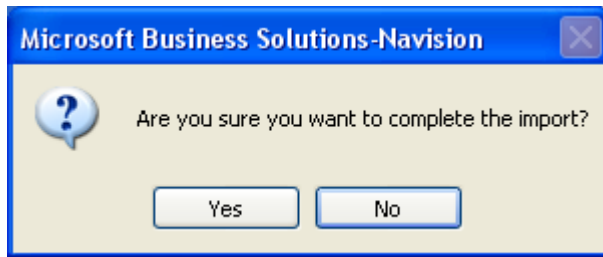 Microsoft Business Solutions-Navision
Are you sure you want to complete the import?
Yes No